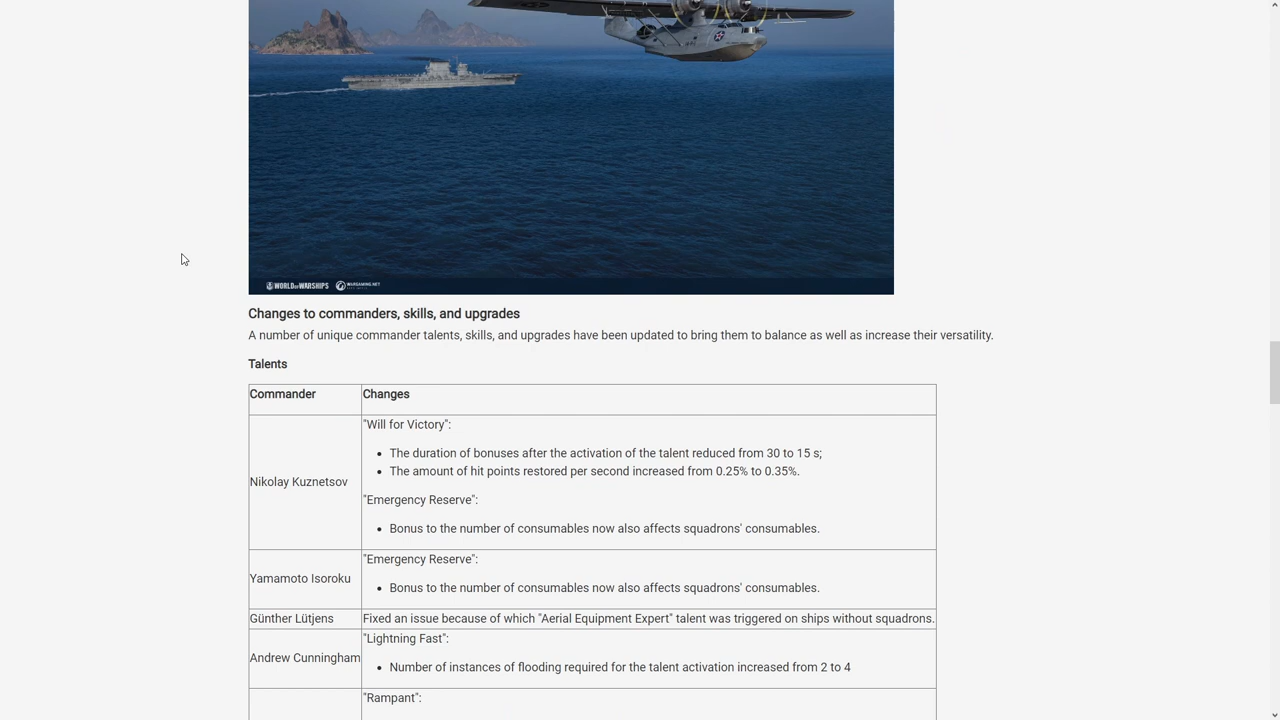 WORLD OF WARSHIPS WARGAMING.NET
Changes to commanders, skills, and upgrades
A number of unique commander talents, skills, and upgrades have been updated to bring them to balance as well as increase their versatility.
Talents
Commander Changes
Nikolay Kuznetsov
"Will for Victory":
• The duration of bonuses after the activation of the talent reduced from 30 to 15 s;
• The amount of hit points restored per second increased from 0.25% to 0.35%.
"Emergency Reserve":
• Bonus to the number of consumables now also affects squadrons' consumables.
Yamamoto Isoroku
"Emergency Reserve":
• Bonus to the number of consumables now also affects squadrons' consumables.
Günther Lütjens Fixed an issue because of which "Aerial Equipment Expert" talent was triggered on ships without squadrons.
Andrew Cunningham
"Lightning Fast":
• Number of instances of flooding required for the talent activation increased from 2 to 4
"Rampant":